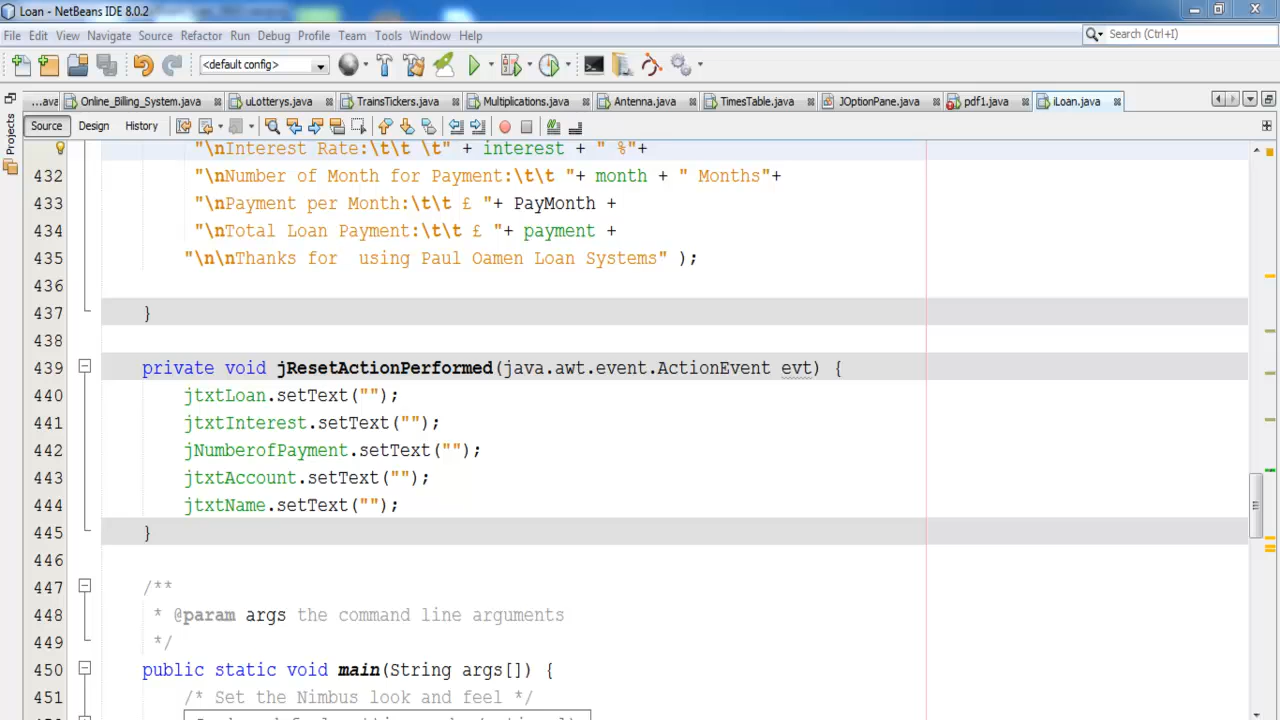 Loan - NetBeans IDE 8.0.2
File Edit View Navigate Source Refactor Run Debug Profile Team Tools Window Help
Search (Ctrl+I)
<default config>
...ava Online_Billing_System.java uLotterys.java TrainsTickers.java Multiplications.java Antenna.java TimesTable.java JOptionPane.java pdf1.java iLoan.java
Projects
Source Design History
"\nInterest Rate:\t\t \t" + interest + " %"+
432 "\nNumber of Month for Payment:\t\t "+ month + " Months"+
433 "\nPayment per Month:\t\t £ "+ PayMonth +
434 "\nTotal Loan Payment:\t\t £ "+ payment +
435 "\n\nThanks for  using Paul Oamen Loan Systems" );
436
437 }
438
439 private void jResetActionPerformed(java.awt.event.ActionEvent evt) {
440 jtxtLoan.setText("");
441 jtxtInterest.setText("");
442 jNumberofPayment.setText("");
443 jtxtAccount.setText("");
444 jtxtName.setText("");
445 }
446
447 /**
448 * @param args the command line arguments
449 */
450 public static void main(String args[]) {
451 /* Set the Nimbus look and feel */